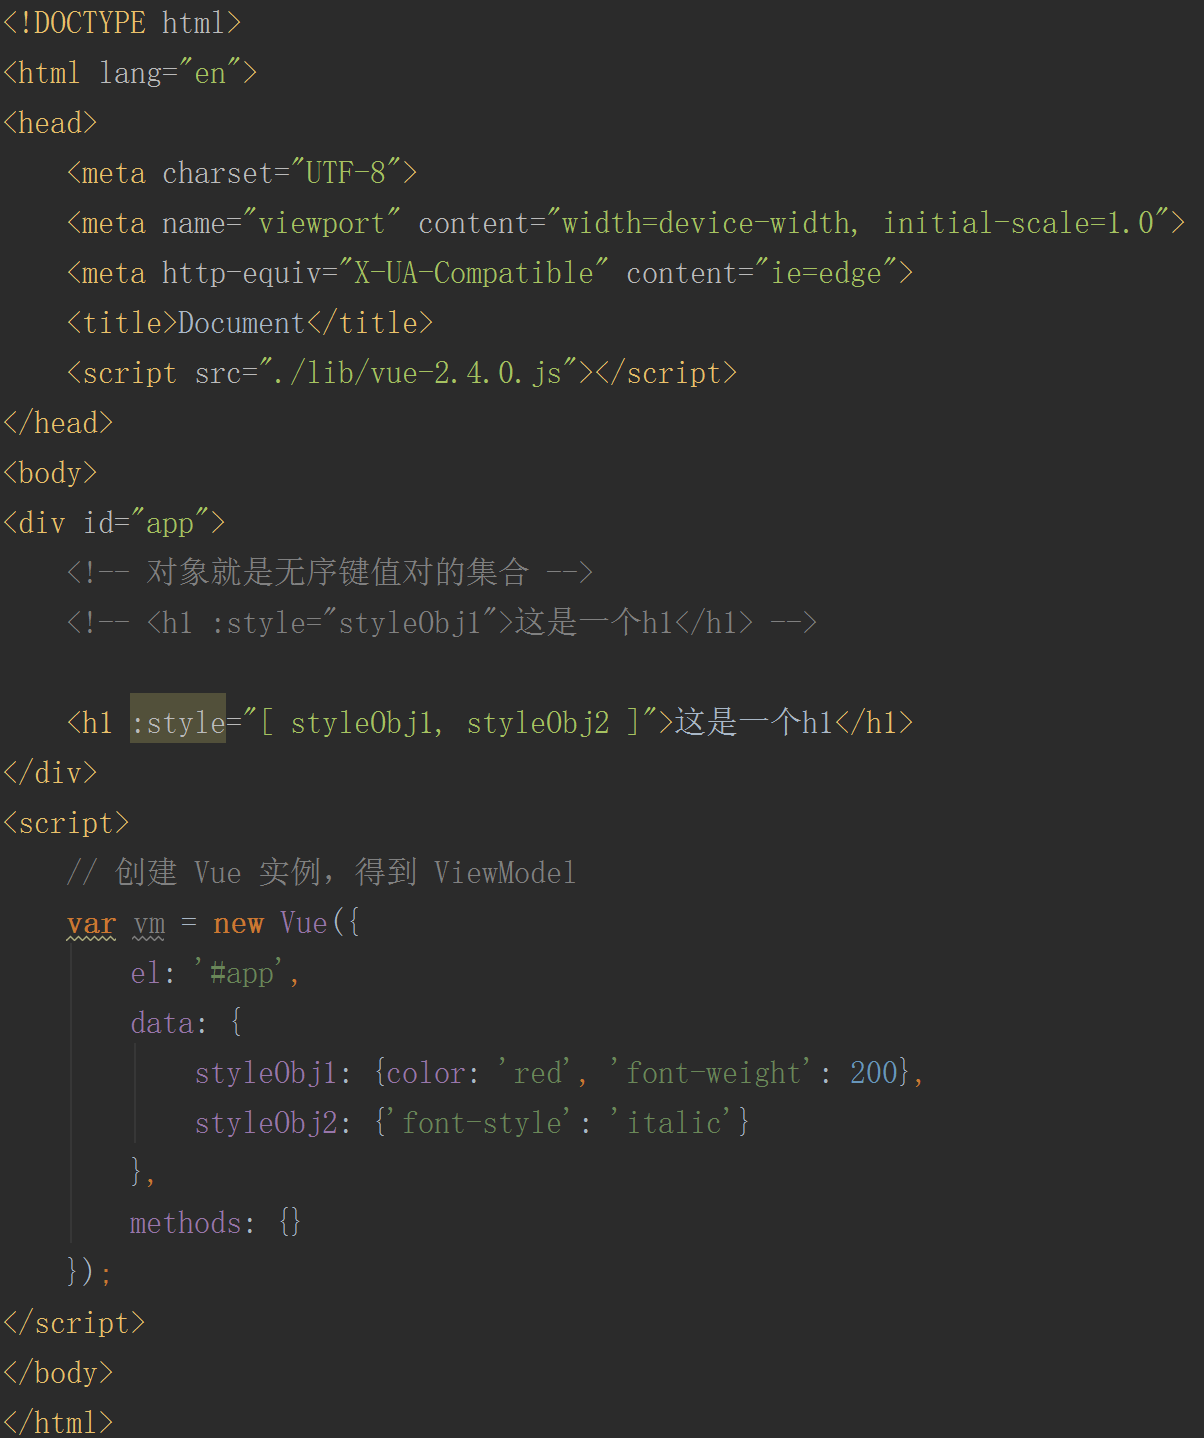 <!DOCTYPE html>
<html lang="en">
<head>
    <meta charset="UTF-8">
    <meta name="viewport" content="width=device-width, initial-scale=1.0">
    <meta http-equiv="X-UA-Compatible" content="ie=edge">
    <title>Document</title>
    <script src="./lib/vue-2.4.0.js"></script>
</head>
<body>
<div id="app">
    <!-- 对象就是无序键值对的集合 -->
    <!-- <h1 :style="styleObj1">这是一个h1</h1> -->
    <h1 :style="[ styleObj1, styleObj2 ]">这是一个h1</h1>
</div>
<script>
    // 创建 Vue 实例，得到 ViewModel
    var vm = new Vue({
        el: '#app',
        data: {
            styleObj1: {color: 'red', 'font-weight': 200},
            styleObj2: {'font-style': 'italic'}
        },
        methods: {}
    });
</script>
</body>
</html>